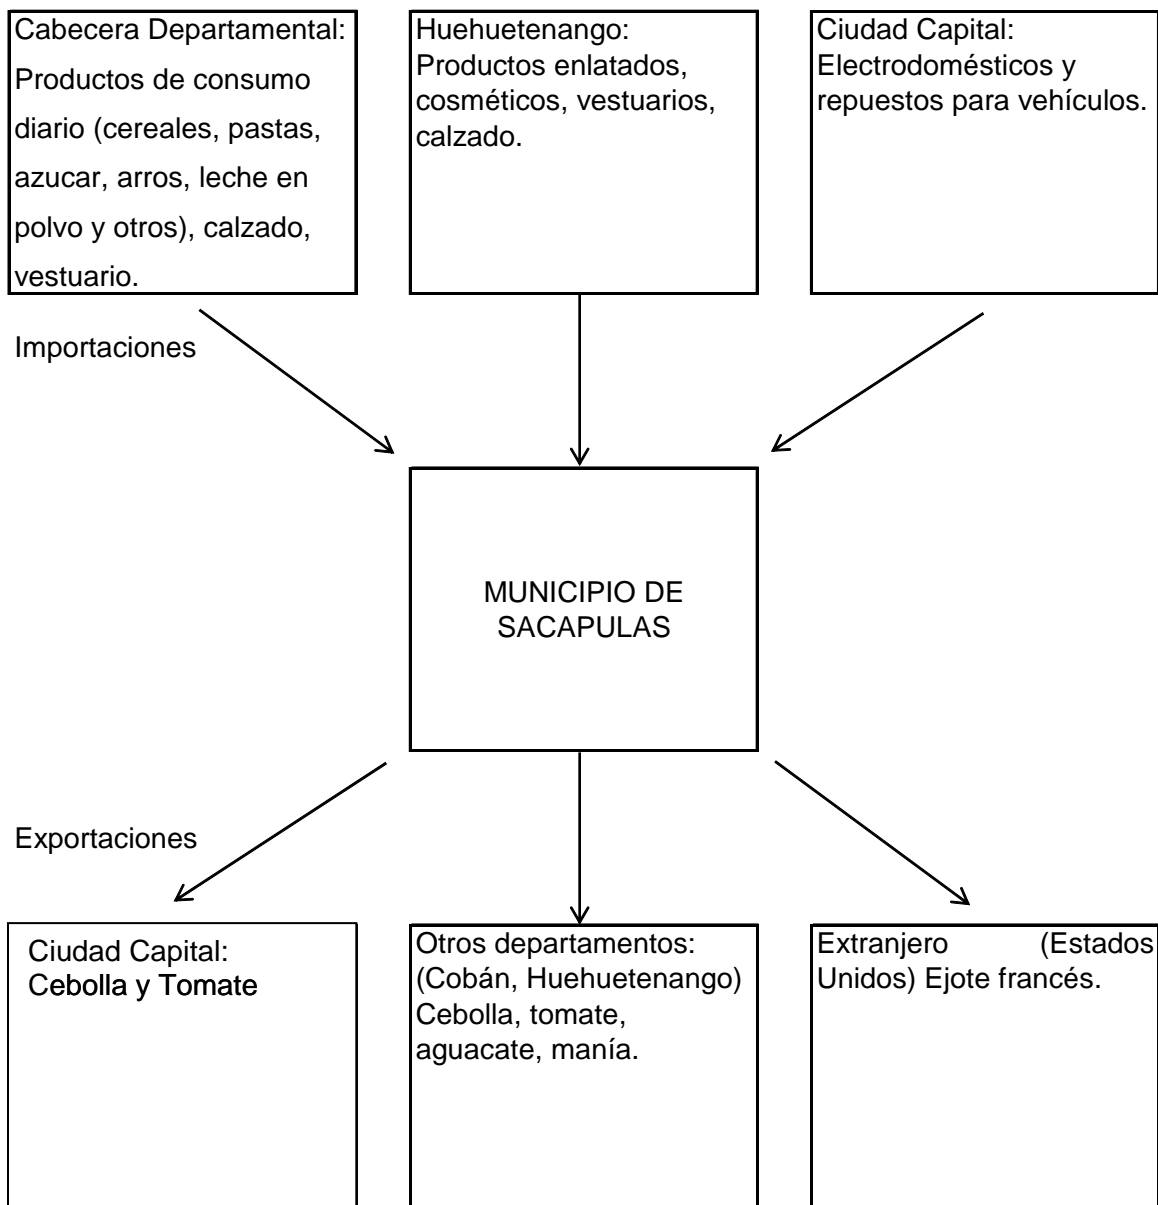 Cabecera Departamental:
Productos de consumo
diario (cereales, pastas,
azucar, arros, leche en
polvo y otros), calzado,
vestuario.
Huehuetenango:
Productos enlatados,
cosméticos, vestuarios,
calzado.
Ciudad Capital:
Electrodomésticos y
repuestos para vehículos.
Importaciones
MUNICIPIO DE
SACAPULAS
Exportaciones
Ciudad Capital:
Cebolla y Tomate
Otros departamentos:
(Cobán, Huehuetenango)
Cebolla, tomate,
aguacate, manía.
Extranjero (Estados
Unidos) Ejote francés.